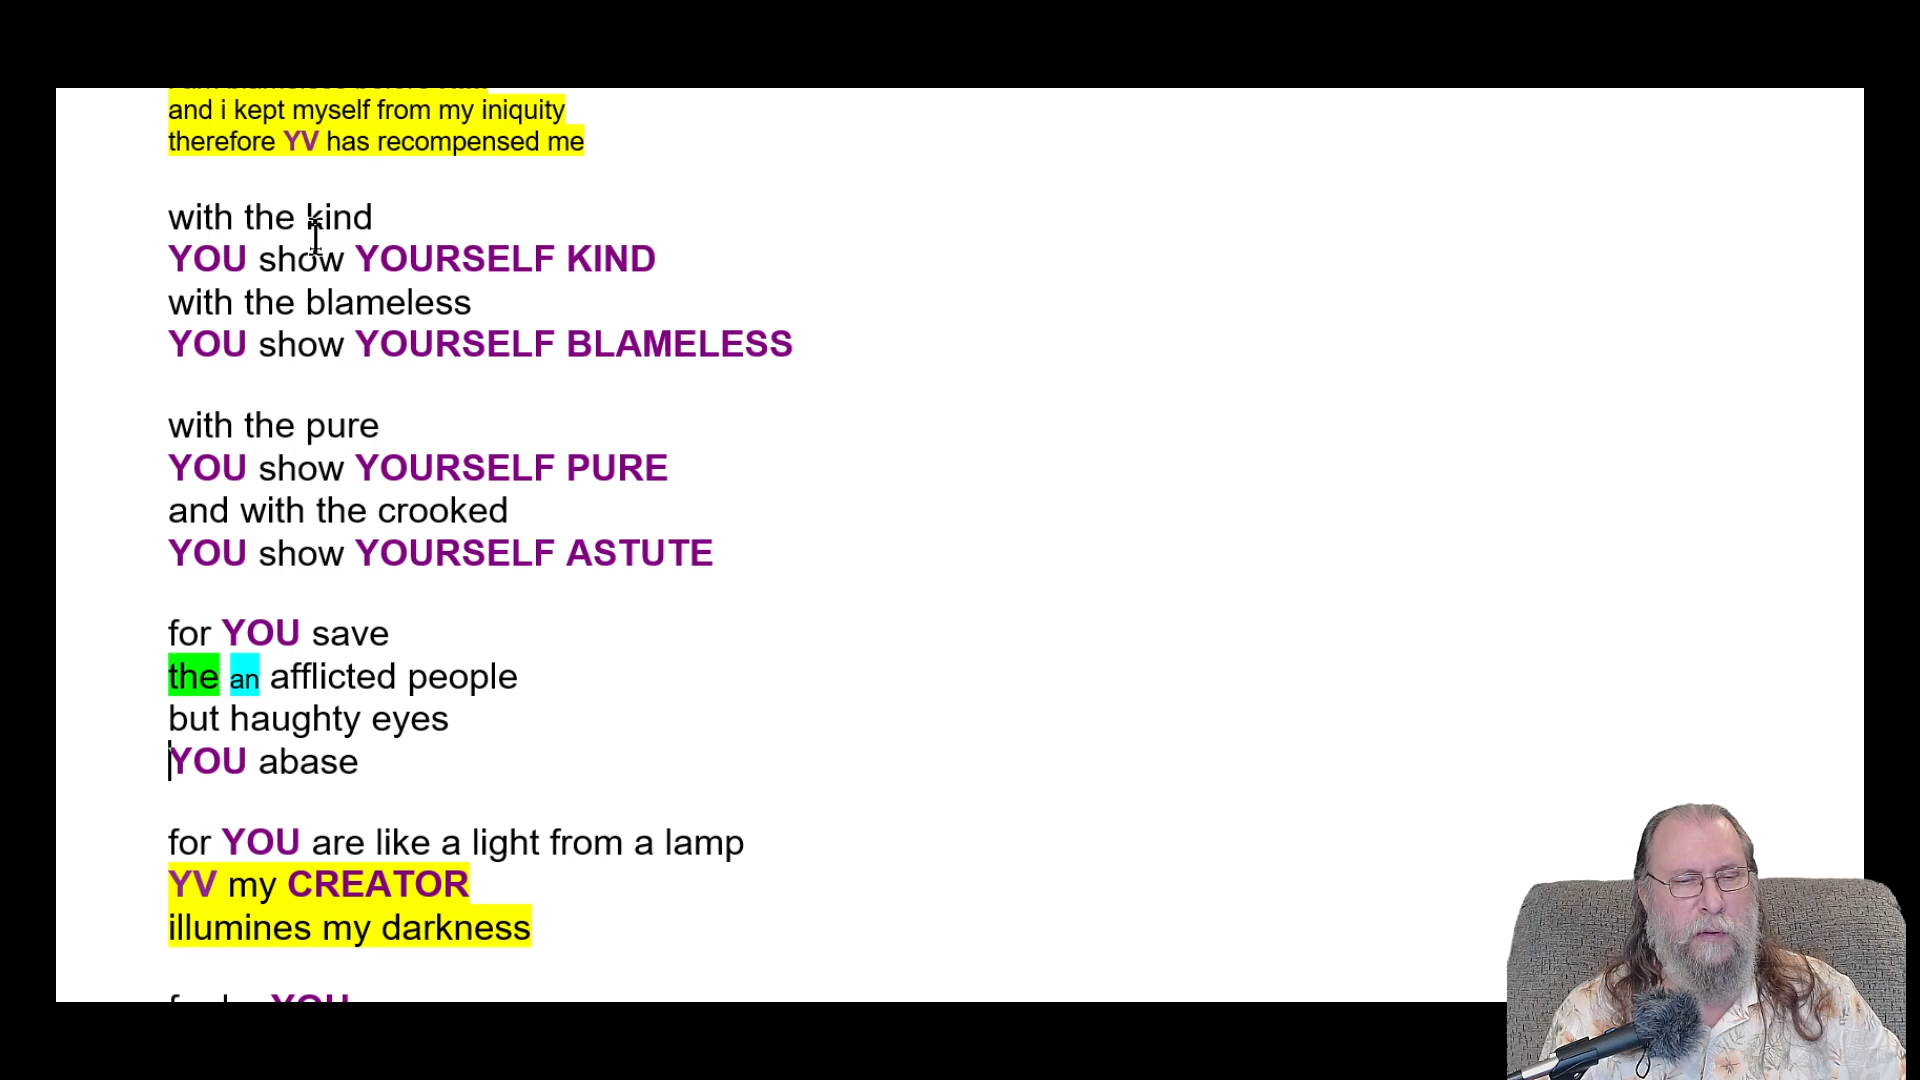 and i kept myself from my iniquity
therefore YV has recompensed me
with the kind
YOU show YOURSELF KIND
with the blameless
YOU show YOURSELF BLAMELESS
with the pure
YOU show YOURSELF PURE
and with the crooked
YOU show YOURSELF ASTUTE
for YOU save
the an afflicted people
but haughty eyes
YOU abase
for YOU are like a light from a lamp
YV my CREATOR
illumines my darkness
YOU